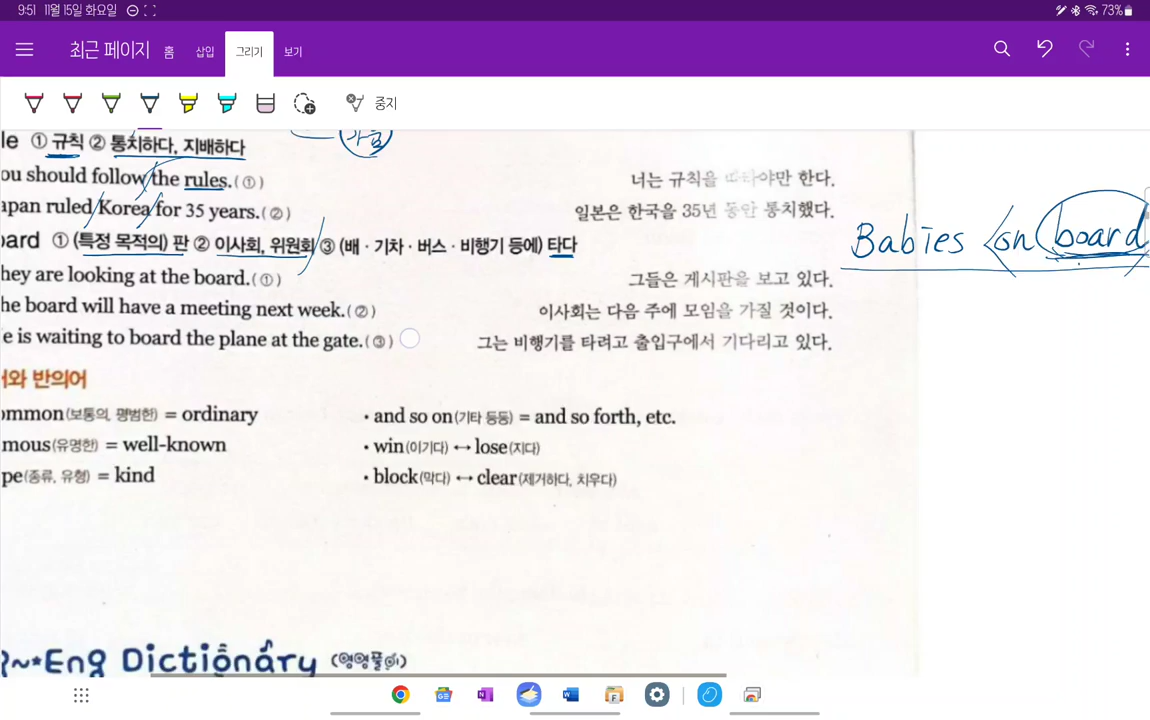 9:51 11월 15일 화요일 73%
최근 페이지 홈 삽입 그리기 보기
중지
le ① 규칙 ② 통치하다, 지배하다
ou should follow the rules. (①) 너는 규칙을 따라야만 한다.
apan ruled Korea for 35 years. (②) 일본은 한국을 35년 동안 통치했다.
oard ① (특정 목적의) 판 ② 이사회, 위원회 ③ (배 · 기차 · 버스 · 비행기 등에) 타다
Babies on board
hey are looking at the board. (①) 그들은 게시판을 보고 있다.
he board will have a meeting next week. (②) 이사회는 다음 주에 모임을 가질 것이다.
e is waiting to board the plane at the gate. (③) 그는 비행기를 타려고 출입구에서 기다리고 있다.
어와 반의어
ommon(보통의, 평범한) = ordinary
mous(유명한) = well-known
pe(종류, 유형) = kind
· and so on(기타 등등) = and so forth, etc.
· win(이기다) ↔ lose(지다)
· block(막다) ↔ clear(제거하다, 치우다)
~*Eng Dictionary (영영풀이)